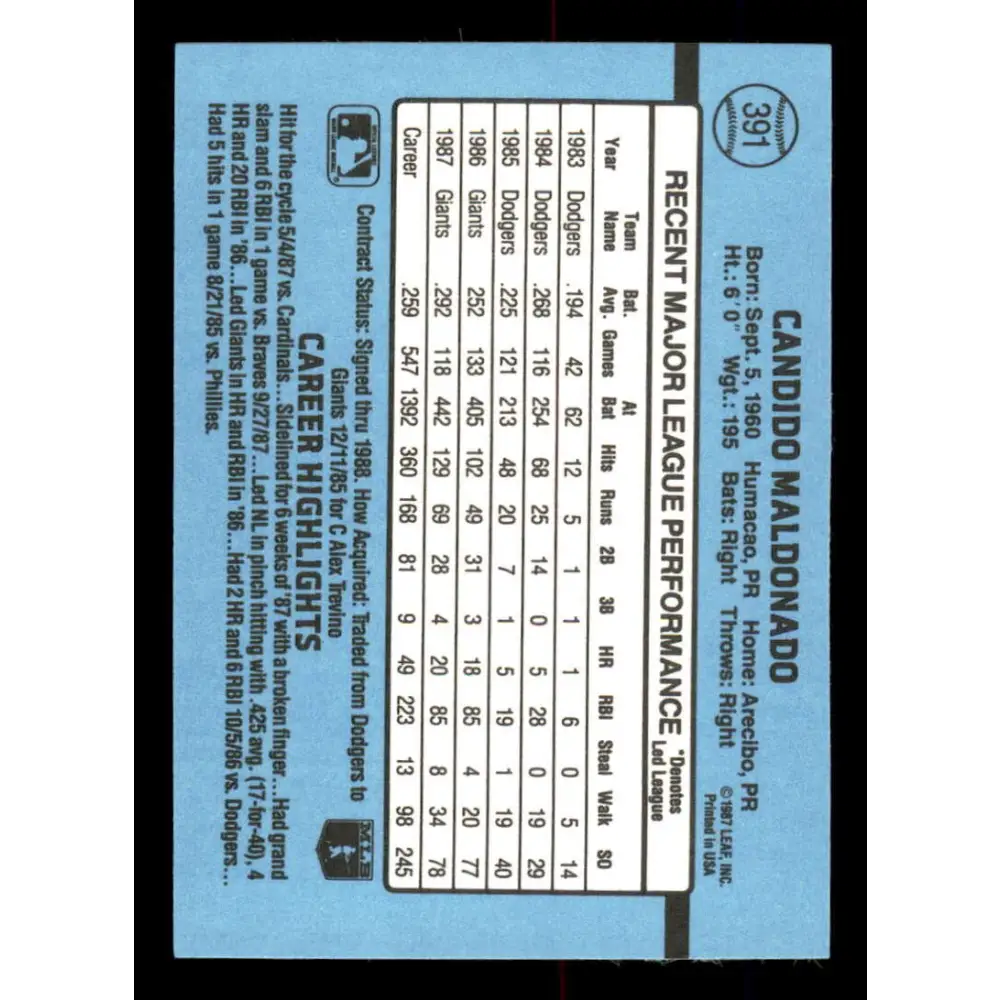 391
CANDIDO MALDONADO
Born: Sept. 5, 1960 Humacao, PR Home: Arecibo, PR
Ht.: 6'0" Wgt.: 195 Bats: Right Throws: Right
©1987 LEAF, INC.
Printed in USA
RECENT MAJOR LEAGUE PERFORMANCE *Denotes
Led League
Team Bat. At
Year Name Avg. Games Bat Hits Runs 2B 3B HR RBI Steal Walk SO
1983 Dodgers .194 42 62 12 5 1 1 1 6 0 5 14
1984 Dodgers .268 116 254 68 25 14 0 5 28 0 19 29
1985 Dodgers .225 121 213 48 20 7 1 5 19 1 19 40
1986 Giants .252 133 405 102 49 31 3 18 85 4 20 77
1987 Giants .292 118 442 129 69 28 4 20 85 8 34 78
Career .259 547 1392 360 168 81 9 49 223 13 98 245
MLB
Contract Status: Signed thru 1988. How Acquired: Traded from Dodgers to
Giants 12/11/85 for C Alex Trevino
CAREER HIGHLIGHTS
Hit for the cycle 5/4/87 vs. Cardinals...Sidelined for 6 weeks of '87 with a broken finger...Had grand
slam and 6 RBI in 1 game vs. Braves 9/27/87...Led NL in pinch hitting with .425 avg. (17-for-40), 4
HR and 20 RBI in '86...Led Giants in HR and RBI in '86...Had 2 HR and 6 RBI 10/5/86 vs. Dodgers...
Had 5 hits in 1 game 8/21/85 vs. Phillies.